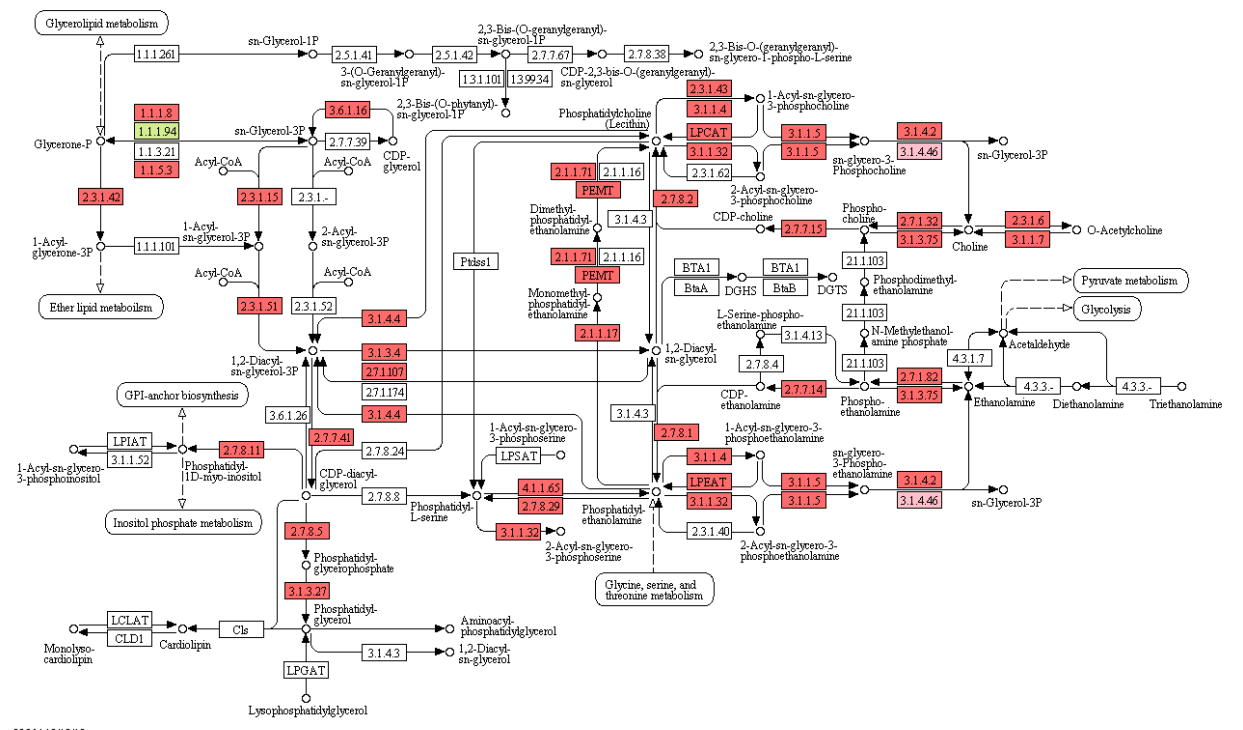 Glycerolipid metabolism
1.1.1.261
sn-Glycerol-1P
2.5.1.41
3-(O-Geranylgeranyl)-
sn-glycerol-1P
2.5.1.42
2,3-Bis-(O-geranylgeranyl)-
sn-glycerol-1P
2.7.7.67
CDP-2,3-bis-O-(geranylgeranyl)-
sn-glycerol
2.7.8.38
2,3-Bis-O-(geranylgeranyl)-
sn-glycero-1-phospho-L-serine
1.3.1.101
1.3.99.34
2,3-Bis-(O-phytanyl)-
sn-glycerol-1P
1.1.1.8
1.1.1.94
1.1.3.21
1.1.5.3
Glycerone-P
sn-Glycerol-3P
3.6.1.16
2.7.7.39
CDP-
glycerol
Acyl-CoA
Acyl-CoA
2.3.1.42
2.3.1.15
2.3.1.-
1-Acyl-
glycerone-3P
1.1.1.101
1-Acyl-
sn-glycerol-3P
2-Acyl-
sn-glycerol-3P
Acyl-CoA
Acyl-CoA
Ether lipid metaboilsm
2.3.1.51
2.3.1.52
3.1.4.4
1,2-Diacyl-
sn-glycerol-3P
3.1.3.4
2.7.1.107
2.7.1.174
3.1.4.4
Phosphatidylcholine
(Lecithin)
2.3.1.43
3.1.1.4
LPCAT
3.1.1.32
2.3.1.62
1-Acyl-sn-glycero-
3-phosphocholine
2-Acyl-sn-glycero-
3-phosphocholine
3.1.1.5
3.1.1.5
sn-glycero-3-
Phosphocholine
3.1.4.2
3.1.4.46
sn-Glycerol-3P
2.1.1.71
2.1.1.16
PEMT
Dimethyl-
phosphatidyl-
ethanolamine
2.1.1.71
2.1.1.16
PEMT
Monomethyl-
phosphatidyl-
ethanolamine
2.1.1.17
Ptdss1
3.1.4.3
2.7.8.2
CDP-choline
2.7.7.15
Phospho-
choline
2.7.1.32
3.1.3.75
Choline
2.3.1.6
3.1.1.7
O-Acetylcholine
BTA1
BtaA
DGHS
BTA1
BtaB
DGTS
2.1.1.103
Phosphodimethyl-
ethanolamine
2.1.1.103
N-Methylethanol-
amine phosphate
2.1.1.103
L-Serine-phospho-
ethanolamine
3.1.4.13
2.7.8.4
1,2-Diacyl-
sn-glycerol
CDP-
ethanolamine
2.7.7.14
Phospho-
ethanolamine
2.7.1.82
3.1.3.75
Ethanolamine
4.3.1.7
Acetaldehyde
Pyruvate metabolism
Glycolysis
4.3.3.-
Diethanolamine
4.3.3.-
Triethanolamine
GPI-anchor biosynthesis
3.6.1.26
2.7.7.41
2.7.8.24
LPIAT
3.1.1.52
1-Acyl-sn-glycero-
3-phosphoinositol
2.7.8.11
Phosphatidyl-
1D-myo-inositol
Inositol phosphate metabolism
CDP-diacyl-
glycerol
2.7.8.8
Phosphatidyl-
L-serine
1-Acyl-sn-glycero-
3-phosphoserine
LPSAT
4.1.1.65
2.7.8.29
3.1.1.32
2-Acyl-sn-glycero-
3-phosphoserine
Phosphatidyl-
ethanolamine
3.1.4.3
2.7.8.1
1-Acyl-sn-glycero-3-
phosphoethanolamine
3.1.1.4
LPEAT
3.1.1.32
2.3.1.40
2-Acyl-sn-glycero-3-
phosphoethanolamine
3.1.1.5
3.1.1.5
sn-glycero-
3-Phospho-
ethanolamine
3.1.4.2
3.1.4.46
sn-Glycerol-3P
Glycine, serine, and
threonine metabolism
2.7.8.5
Phosphatidyl-
glycerophosphate
3.1.3.27
Phosphatidyl-
glycerol
LCLAT
CLD1
Monolyso-
cardiolipin
Cardiolipin
Cls
Aminoacyl-
phosphatidylglycerol
3.1.4.3
1,2-Diacyl-
sn-glycerol
LPGAT
Lysophosphatidylglycerol